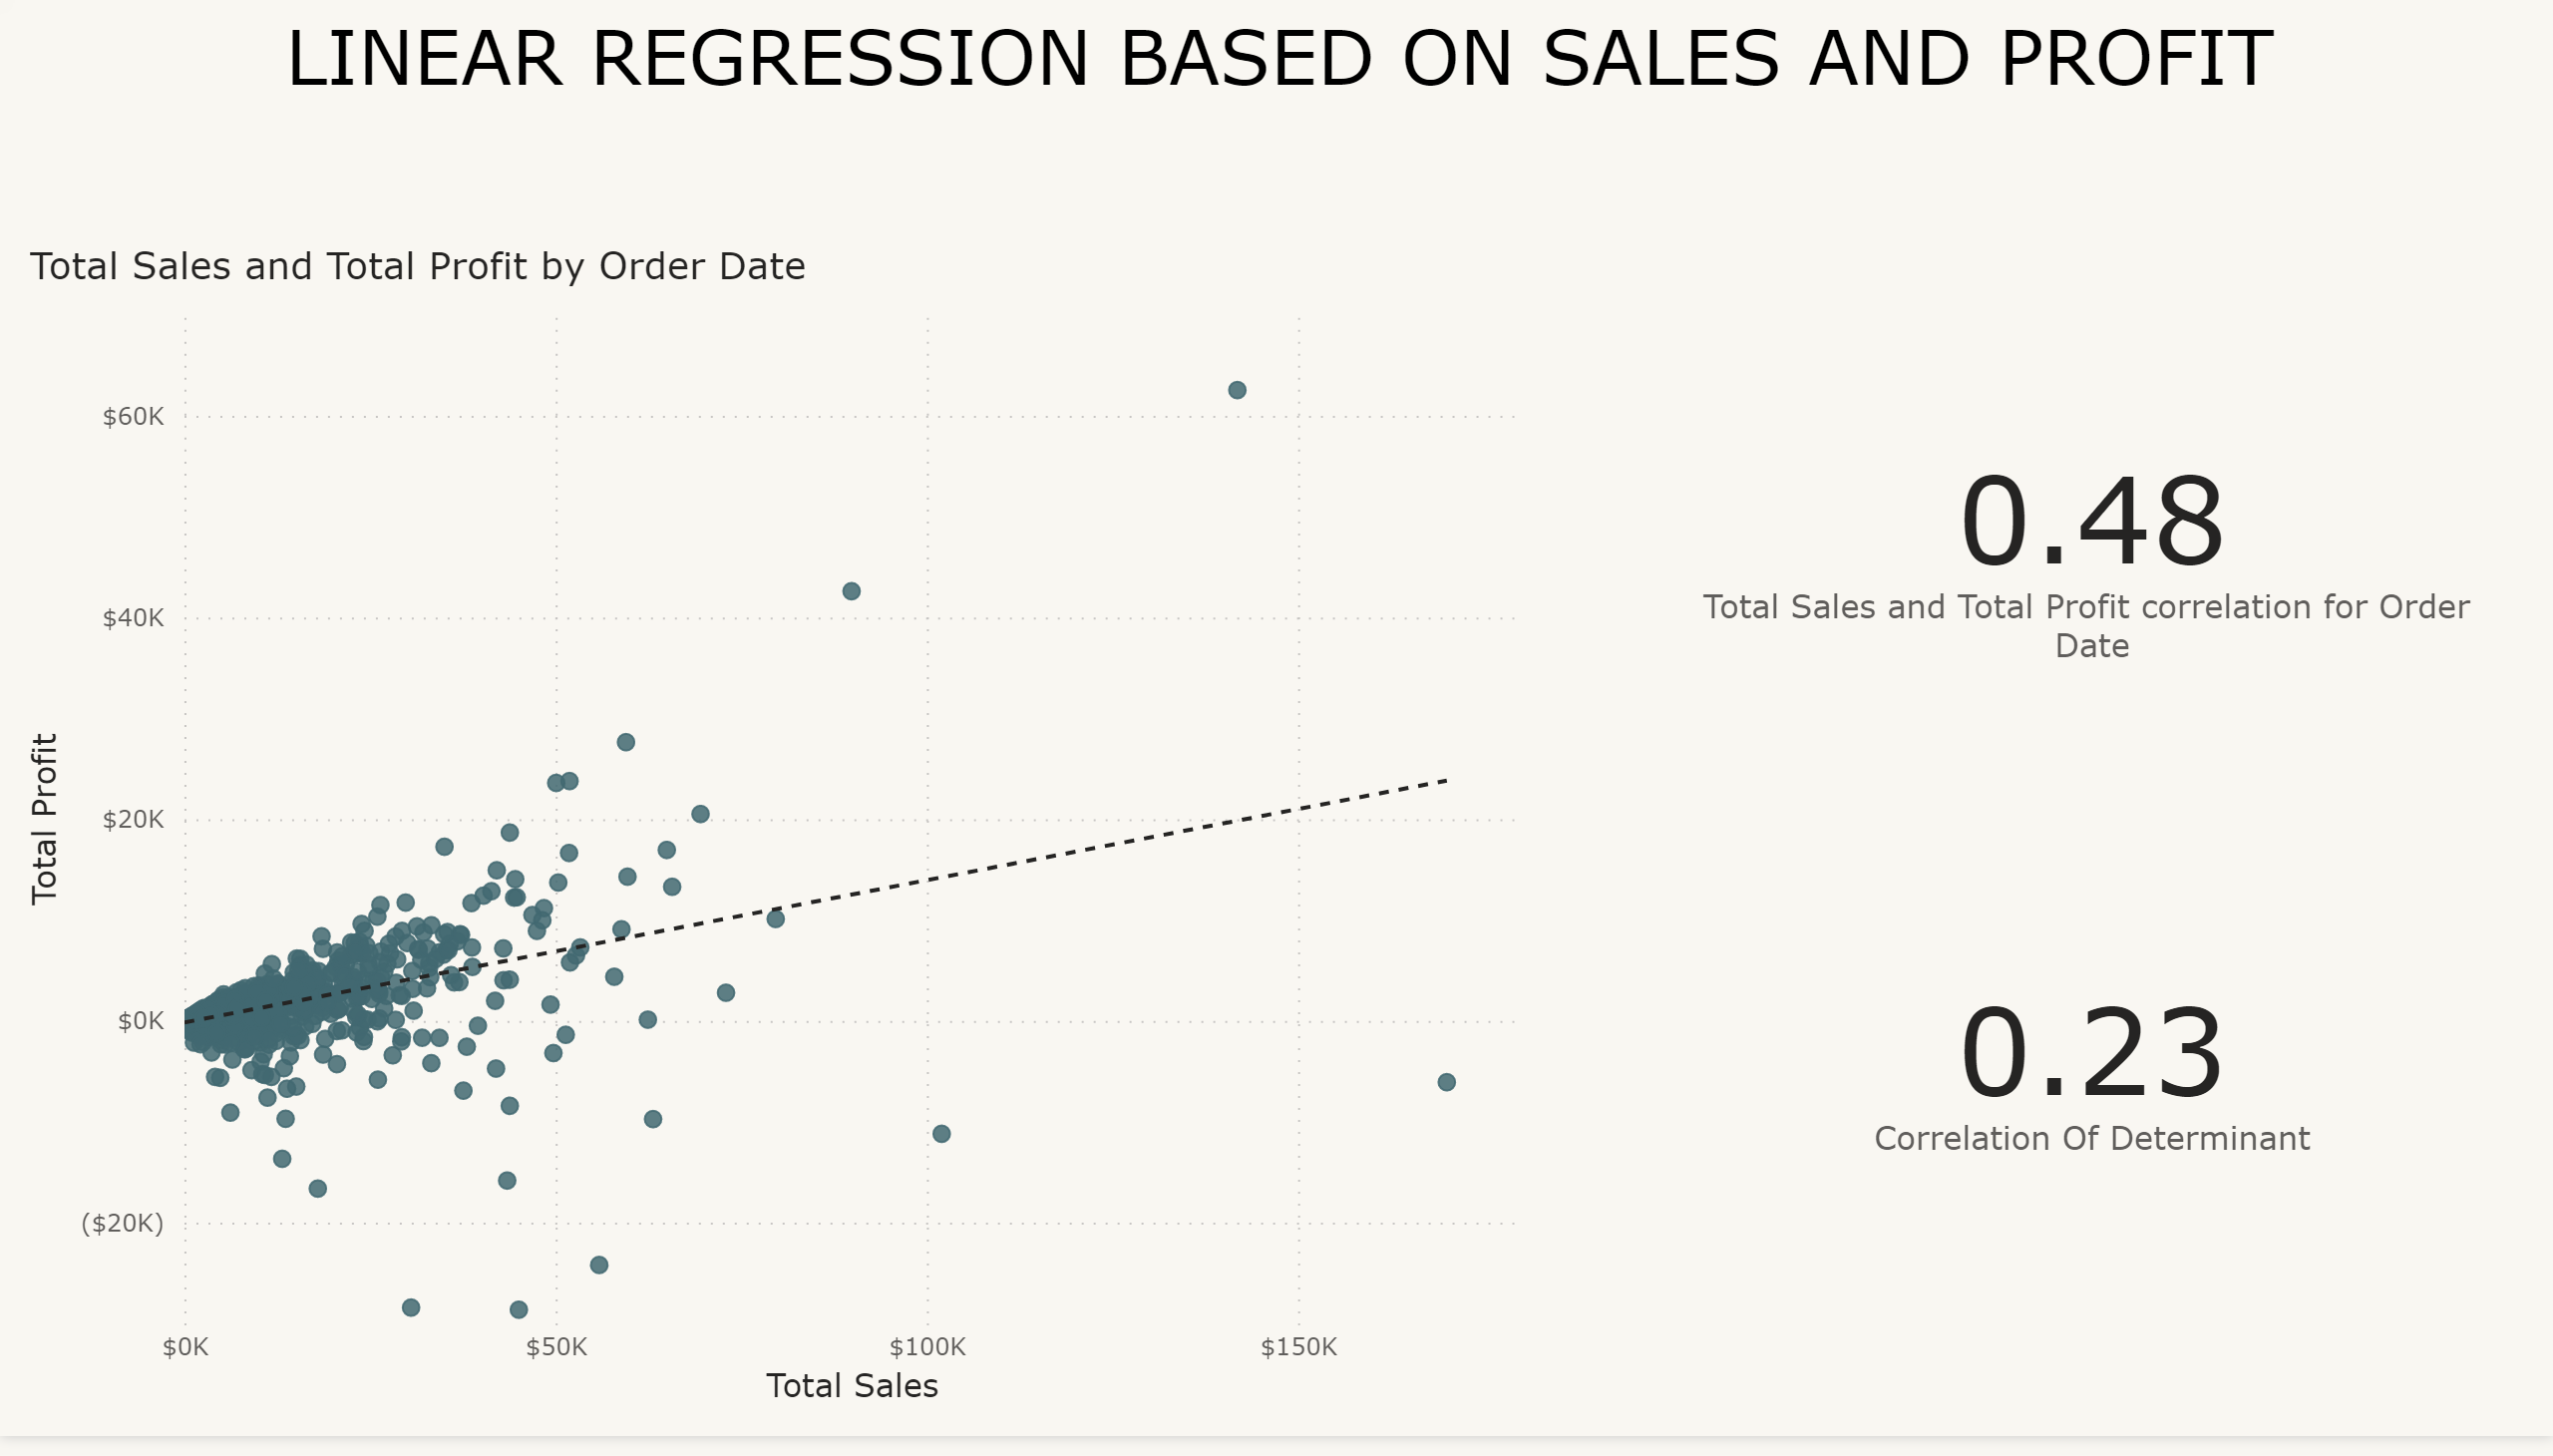 LINEAR REGRESSION BASED ON SALES AND PROFIT
Total Sales and Total Profit by Order Date
$60K
$40K
$20K
$0K
($20K)
Total Profit
$0K
$50K
$100K
$150K
Total Sales
0.48
Total Sales and Total Profit correlation for Order
Date
0.23
Correlation Of Determinant